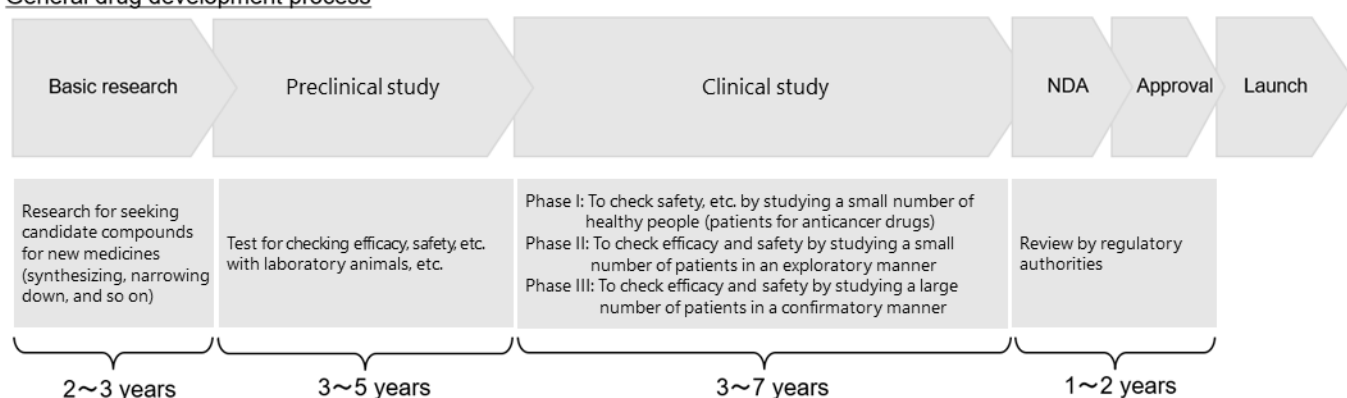 General drug development process
Basic research
Preclinical study
Clinical study
NDA
Approval
Launch
Research for seeking
candidate compounds
for new medicines
(synthesizing, narrowing
down, and so on)
Test for checking efficacy, safety, etc.
with laboratory animals, etc.
Phase I: To check safety, etc. by studying a small number of
healthy people (patients for anticancer drugs)
Phase II: To check efficacy and safety by studying a small
number of patients in an exploratory manner
Phase III: To check efficacy and safety by studying a large
number of patients in a confirmatory manner
Review by regulatory
authorities
2～3 years
3～5 years
3～7 years
1～2 years